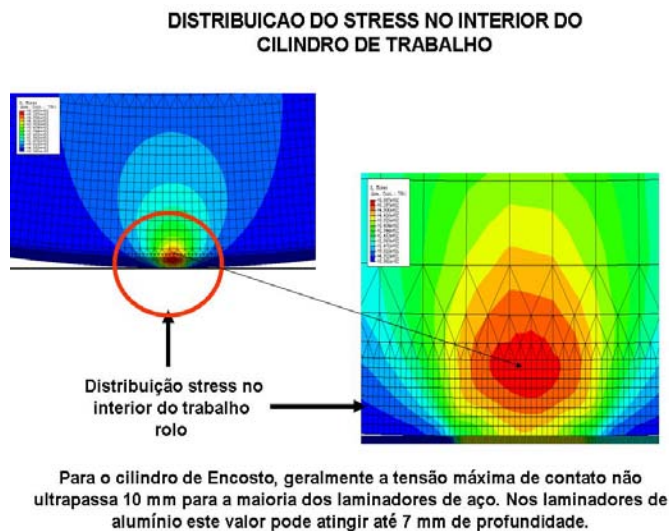 DISTRIBUICAO DO STRESS NO INTERIOR DO
CILINDRO DE TRABALHO
Distribuição stress no
interior do trabalho
rolo
Para o cilindro de Encosto, geralmente a tensão máxima de contato não
ultrapassa 10 mm para a maioria dos laminadores de aço. Nos laminadores de
alumínio este valor pode atingir até 7 mm de profundidade.